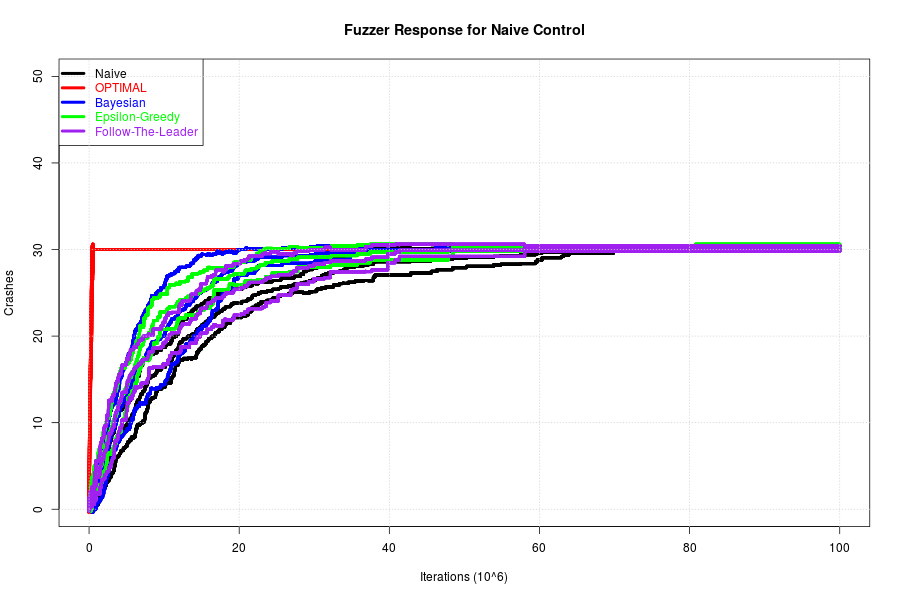 Fuzzer Response for Naive Control
Naive
OPTIMAL
Bayesian
Epsilon-Greedy
Follow-The-Leader
Crashes
50
40
30
20
10
0
0 20 40 60 80 100
Iterations (10^6)